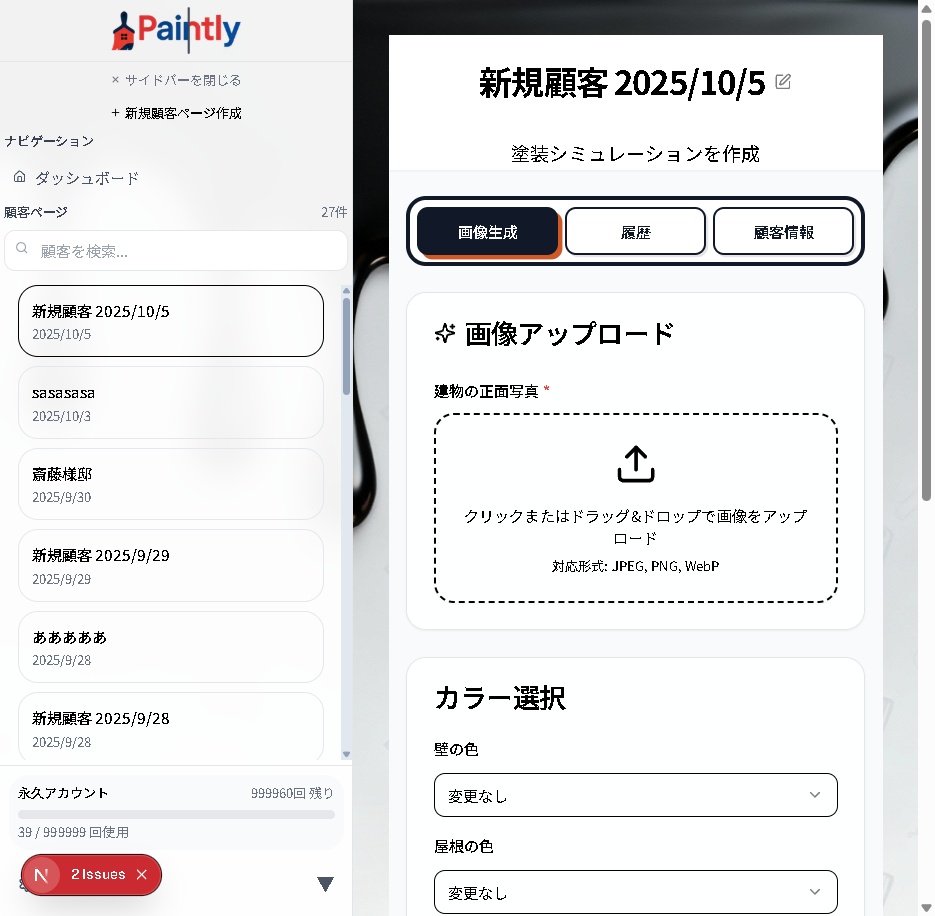 Paintly
× サイドバーを閉じる
+ 新規顧客ページ作成
ナビゲーション
ダッシュボード
顧客ページ 27件
顧客を検索...
新規顧客 2025/10/5
2025/10/5
sasasasa
2025/10/3
斎藤様邸
2025/9/30
新規顧客 2025/9/29
2025/9/29
あああああ
2025/9/28
新規顧客 2025/9/28
2025/9/28
永久アカウント 999960回 残り
39 / 999999 回使用
N 2 Issues ×
新規顧客 2025/10/5
塗装シミュレーションを作成
画像生成 履歴 顧客情報
画像アップロード
建物の正面写真 *
クリックまたはドラッグ&ドロップで画像をアップ
ロード
対応形式: JPEG, PNG, WebP
カラー選択
壁の色
変更なし
屋根の色
変更なし